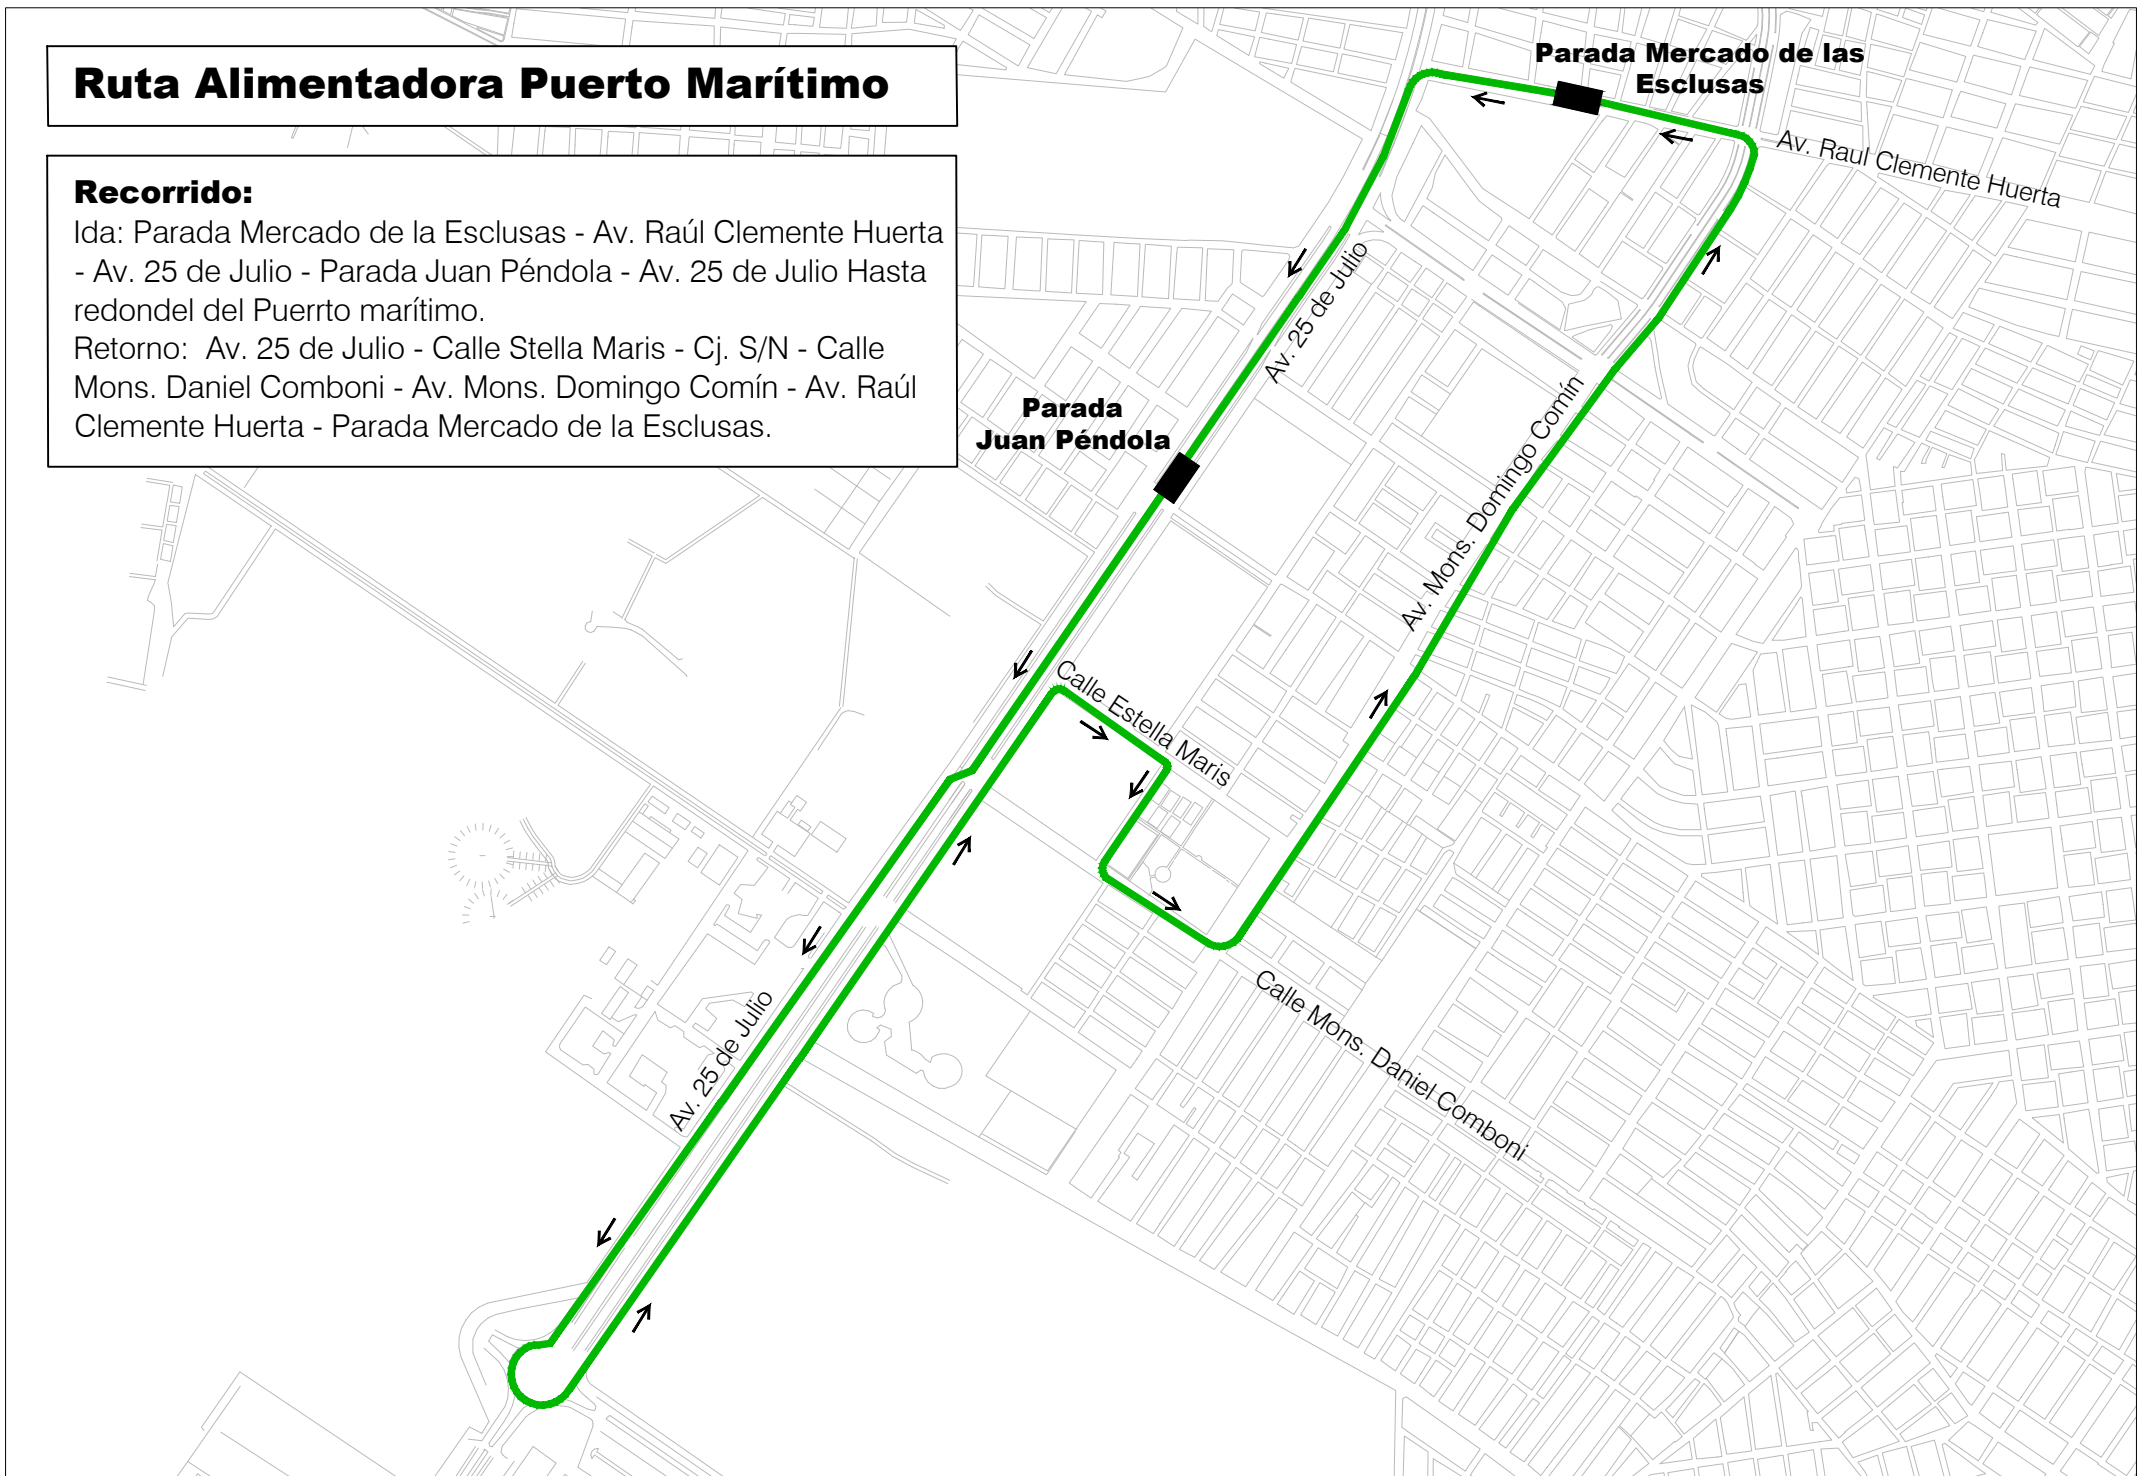 Ruta Alimentadora Puerto Marítimo
Recorrido:
Ida: Parada Mercado de la Esclusas - Av. Raúl Clemente Huerta
- Av. 25 de Julio - Parada Juan Péndola - Av. 25 de Julio Hasta
redondel del Puerrto marítimo.
Retorno:  Av. 25 de Julio - Calle Stella Maris - Cj. S/N - Calle
Mons. Daniel Comboni - Av. Mons. Domingo Comín - Av. Raúl
Clemente Huerta - Parada Mercado de la Esclusas.
Parada Mercado de las
Esclusas
Av. Raul Clemente Huerta
Av. 25 de Julio
Parada
Juan Péndola
Av. Mons. Domingo Comín
Calle Estella Maris
Av. 25 de Julio
Calle Mons. Daniel Comboni